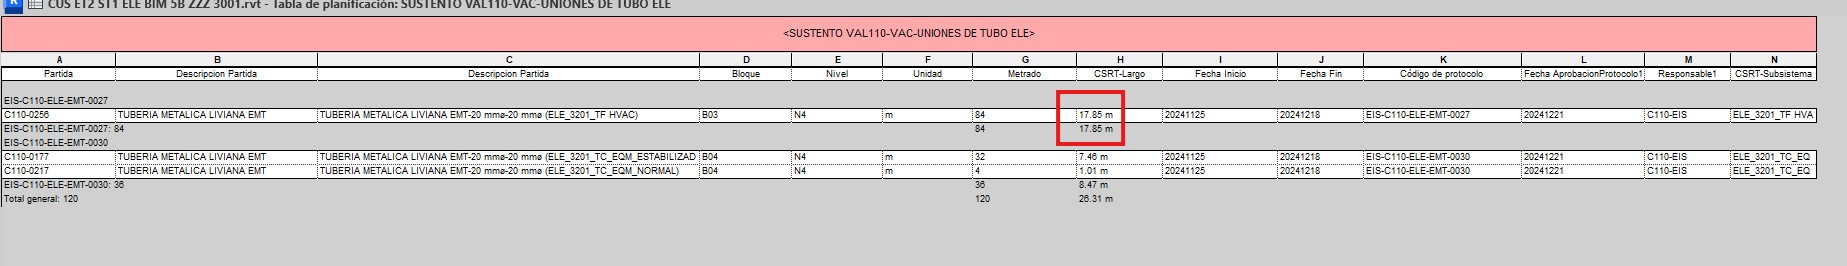 CUS ET2 ST1 ELE BIM 5B ZZZ 3001.rvt - Tabla de planificación: SUSTENTO VAL110-VAC-UNIONES DE TUBO ELE
<SUSTENTO VAL110-VAC-UNIONES DE TUBO ELE>
A B C D E F G H I J K L M N
Partida Descripcion Partida Descripcion Partida Bloque Nivel Unidad Metrado CSRT-Largo Fecha Inicio Fecha Fin Código de protocolo Fecha AprobacionProtocolo1 Responsable1 CSRT-Subsistema
EIS-C110-ELE-EMT-0027
C110-0256 TUBERIA METALICA LIVIANA EMT TUBERIA METALICA LIVIANA EMT-20 mmø-20 mmø (ELE_3201_TF HVAC) B03 N4 m 84 17.85 m 20241125 20241218 EIS-C110-ELE-EMT-0027 20241221 C110-EIS ELE_3201_TF HVA
EIS-C110-ELE-EMT-0027: 84 84 17.85 m
EIS-C110-ELE-EMT-0030
C110-0177 TUBERIA METALICA LIVIANA EMT TUBERIA METALICA LIVIANA EMT-20 mmø-20 mmø (ELE_3201_TC_EQM_ESTABILIZAD B04 N4 m 32 7.46 m 20241125 20241218 EIS-C110-ELE-EMT-0030 20241221 C110-EIS ELE_3201_TC_EQ
C110-0217 TUBERIA METALICA LIVIANA EMT TUBERIA METALICA LIVIANA EMT-20 mmø-20 mmø (ELE_3201_TC_EQM_NORMAL) B04 N4 m 4 1.01 m 20241125 20241218 EIS-C110-ELE-EMT-0030 20241221 C110-EIS ELE_3201_TC_EQ
EIS-C110-ELE-EMT-0030: 36 36 8.47 m
Total general: 120 120 26.31 m